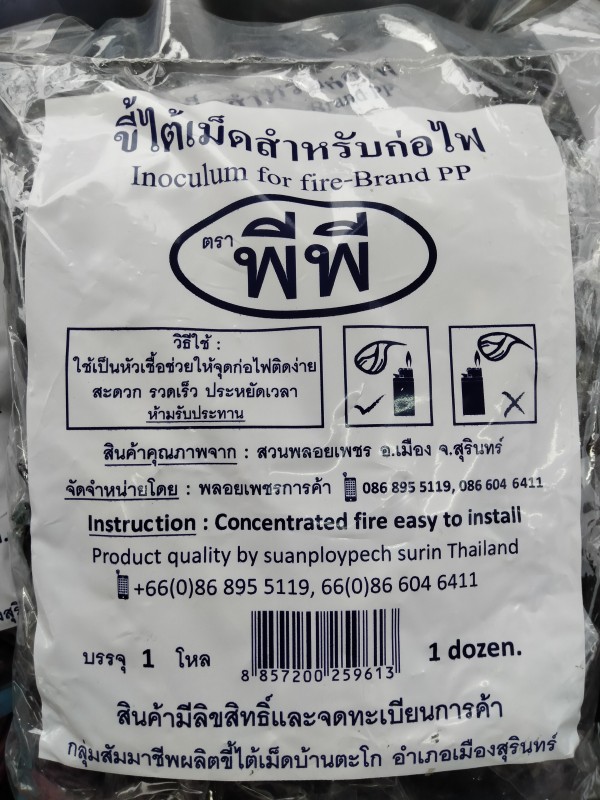 ขี้ไต้เม็ดสำหรับก่อไฟ
Inoculum for fire-Brand PP
ตรา พีพี
วิธีใช้ :
ใช้เป็นหัวเชื้อช่วยให้จุดก่อไฟติดง่าย
สะดวก รวดเร็ว ประหยัดเวลา
ห้ามรับประทาน
สินค้าคุณภาพจาก : สวนพลอยเพชร อ.เมือง จ.สุรินทร์
จัดจำหน่ายโดย : พลอยเพชรการค้า 086 895 5119, 086 604 6411
Instruction : Concentrated fire easy to install
Product quality by suanploypech surin Thailand
+66(0)86 895 5119, 66(0)86 604 6411
บรรจุ 1 โหล
8 857200 259613
1 dozen.
สินค้ามีลิขสิทธิ์และจดทะเบียนการค้า
กลุ่มสัมมาชีพผลิตขี้ไต้เม็ดบ้านตะโก อำเภอเมืองสุรินทร์